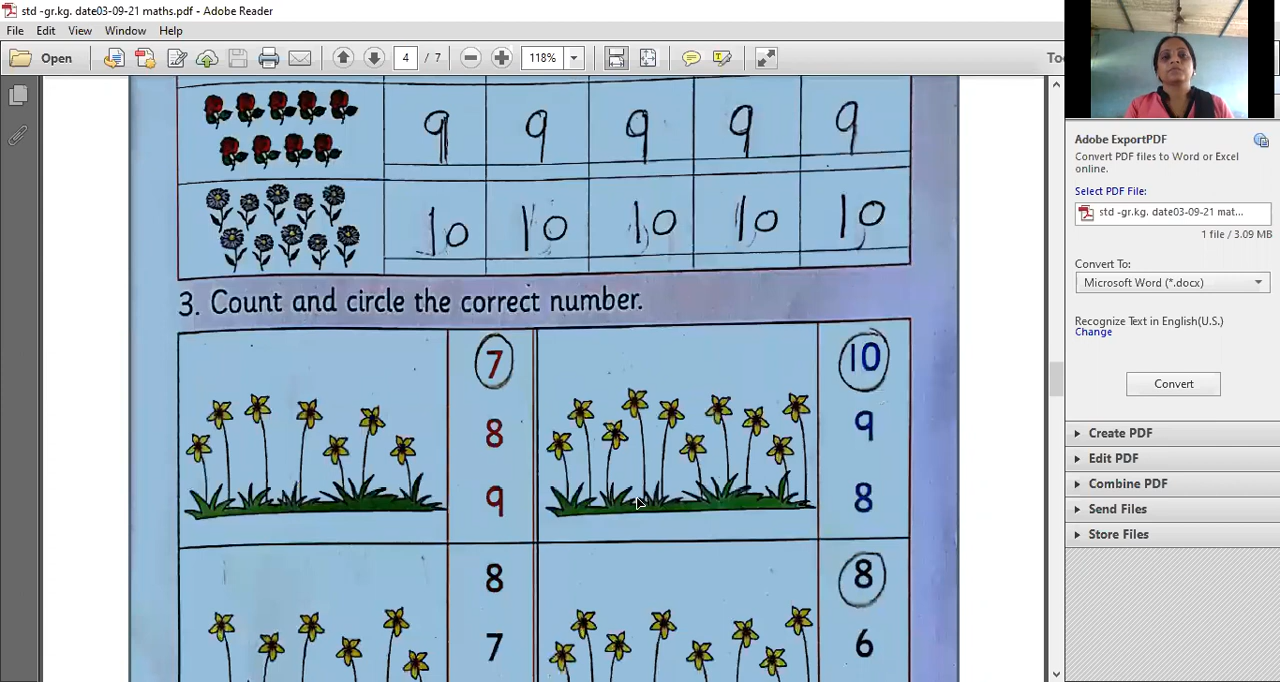 std -gr.kg. date03-09-21 maths.pdf - Adobe Reader
File Edit View Window Help
Open 4 / 7 118%
9 9 9 9 9
10 10 10 10 10
3. Count and circle the correct number.
7 10
8 9
9 8
8 8
7 6
Adobe ExportPDF
Convert PDF files to Word or Excel
online.
Select PDF File:
std -gr.kg. date03-09-21 mat...
1 file / 3.09 MB
Convert To:
Microsoft Word (*.docx)
Recognize Text in English(U.S.)
Change
Convert
Create PDF
Edit PDF
Combine PDF
Send Files
Store Files